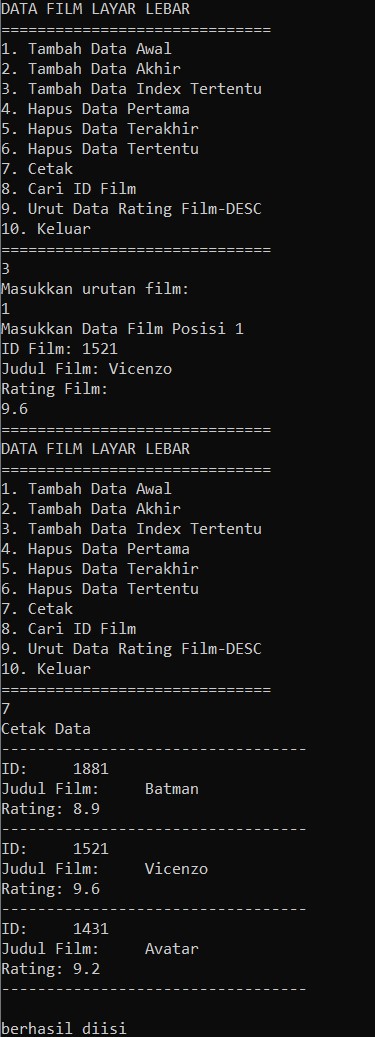 DATA FILM LAYAR LEBAR
==============================
1. Tambah Data Awal
2. Tambah Data Akhir
3. Tambah Data Index Tertentu
4. Hapus Data Pertama
5. Hapus Data Terakhir
6. Hapus Data Tertentu
7. Cetak
8. Cari ID Film
9. Urut Data Rating Film-DESC
10. Keluar
==============================
3
Masukkan urutan film:
1
Masukkan Data Film Posisi 1
ID Film: 1521
Judul Film: Vicenzo
Rating Film:
9.6
==============================
DATA FILM LAYAR LEBAR
==============================
1. Tambah Data Awal
2. Tambah Data Akhir
3. Tambah Data Index Tertentu
4. Hapus Data Pertama
5. Hapus Data Terakhir
6. Hapus Data Tertentu
7. Cetak
8. Cari ID Film
9. Urut Data Rating Film-DESC
10. Keluar
==============================
7
Cetak Data
----------------------------------
ID:     1881
Judul Film:     Batman
Rating: 8.9
----------------------------------
ID:     1521
Judul Film:     Vicenzo
Rating: 9.6
----------------------------------
ID:     1431
Judul Film:     Avatar
Rating: 9.2
----------------------------------
berhasil diisi